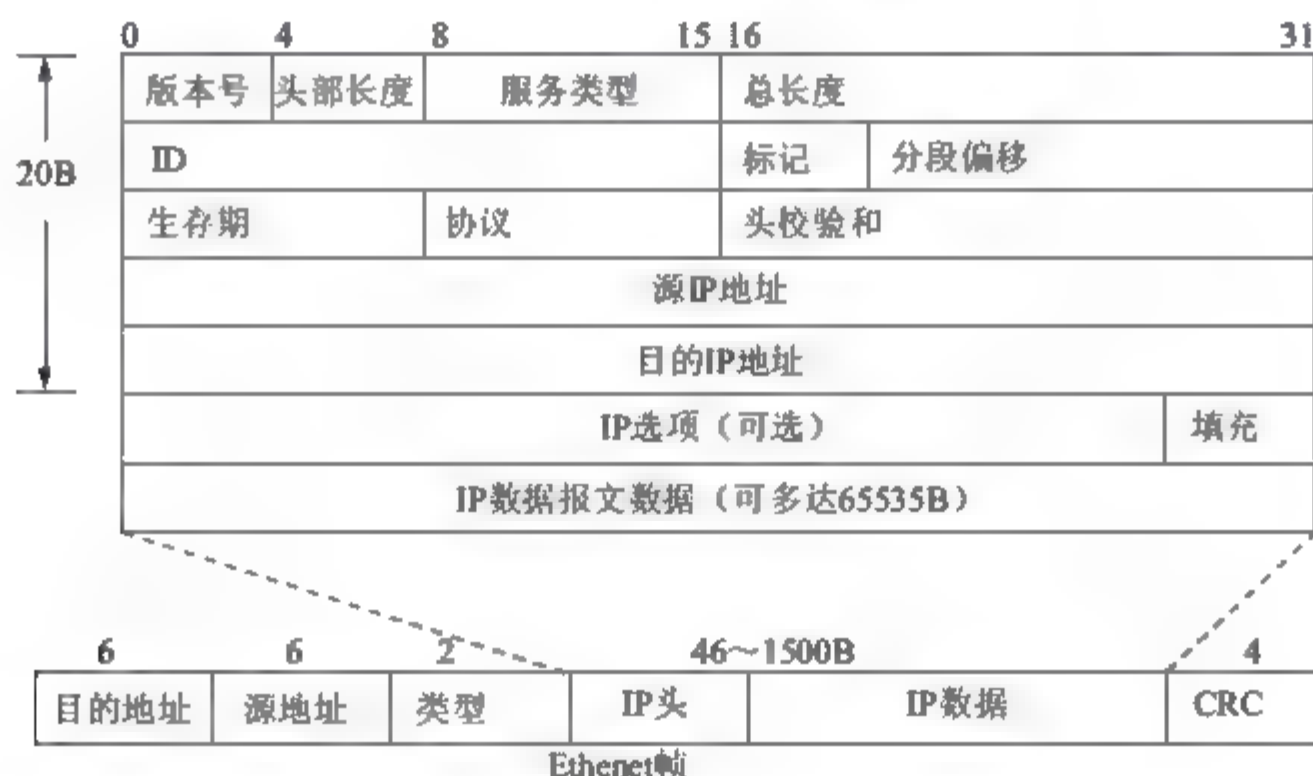 0 4 8 15 16 31
版本号 头部长度 服务类型 总长度
20B
ID 标记 分段偏移
生存期 协议 头校验和
源IP地址
目的IP地址
IP选项（可选） 填充
IP数据报文数据（可多达65535B）
6 6 2 46～1500B 4
目的地址 源地址 类型 IP头 IP数据 CRC
Ethenet帧